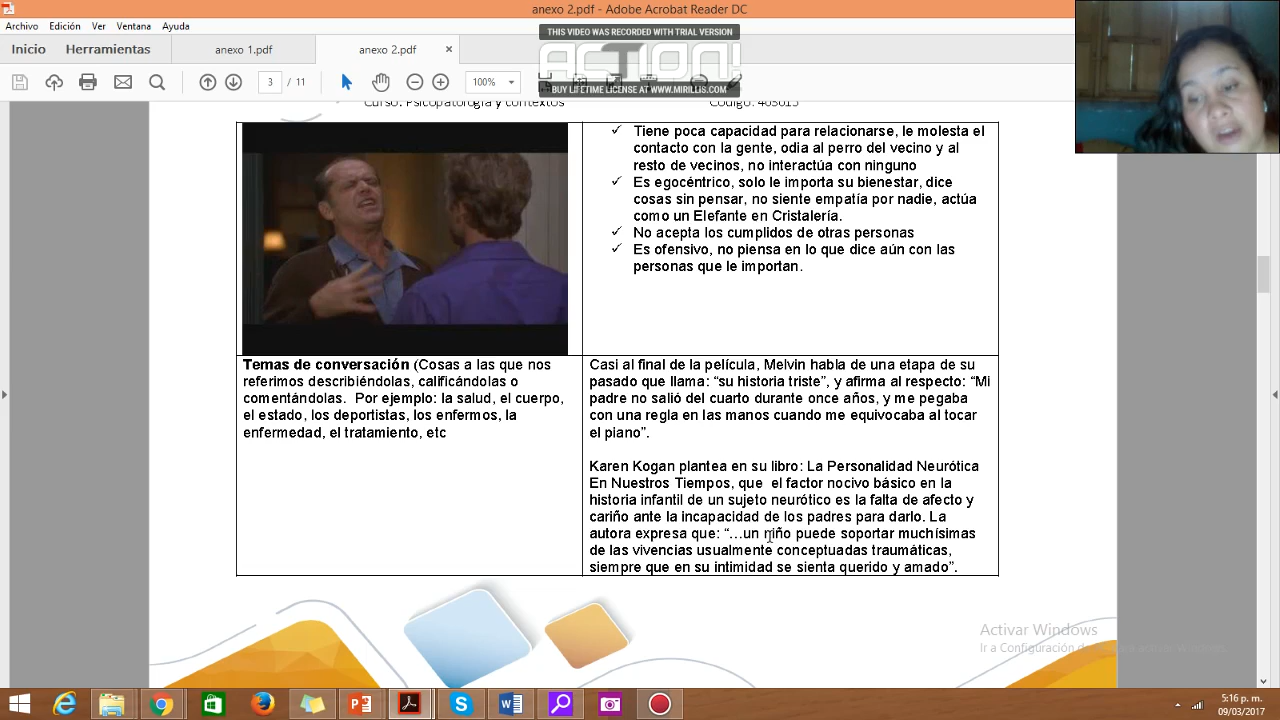 anexo 2.pdf - Adobe Acrobat Reader DC
Archivo Edición Ver Ventana Ayuda
THIS VIDEO WAS RECORDED WITH TRIAL VERSION
ACTION!
BUY LIFETIME LICENSE AT WWW.MIRILLIS.COM
Inicio Herramientas anexo 1.pdf anexo 2.pdf ×
3 / 11 100%
Curso: Psicopatología y contextos Código: 403015
Tiene poca capacidad para relacionarse, le molesta el
contacto con la gente, odia al perro del vecino y al
resto de vecinos, no interactúa con ninguno
Es egocéntrico, solo le importa su bienestar, dice
cosas sin pensar, no siente empatía por nadie, actúa
como un Elefante en Cristalería.
No acepta los cumplidos de otras personas
Es ofensivo, no piensa en lo que dice aún con las
personas que le importan.
Temas de conversación (Cosas a las que nos
referimos describiéndolas, calificándolas o
comentándolas. Por ejemplo: la salud, el cuerpo,
el estado, los deportistas, los enfermos, la
enfermedad, el tratamiento, etc
Casi al final de la película, Melvin habla de una etapa de su
pasado que llama: “su historia triste”, y afirma al respecto: “Mi
padre no salió del cuarto durante once años, y me pegaba
con una regla en las manos cuando me equivocaba al tocar
el piano”.
Karen Kogan plantea en su libro: La Personalidad Neurótica
En Nuestros Tiempos, que el factor nocivo básico en la
historia infantil de un sujeto neurótico es la falta de afecto y
cariño ante la incapacidad de los padres para darlo. La
autora expresa que: “…un niño puede soportar muchísimas
de las vivencias usualmente conceptuadas traumáticas,
siempre que en su intimidad se sienta querido y amado”.
Activar Windows
Ir a Configuración de
5:16 p. m.
09/03/2017